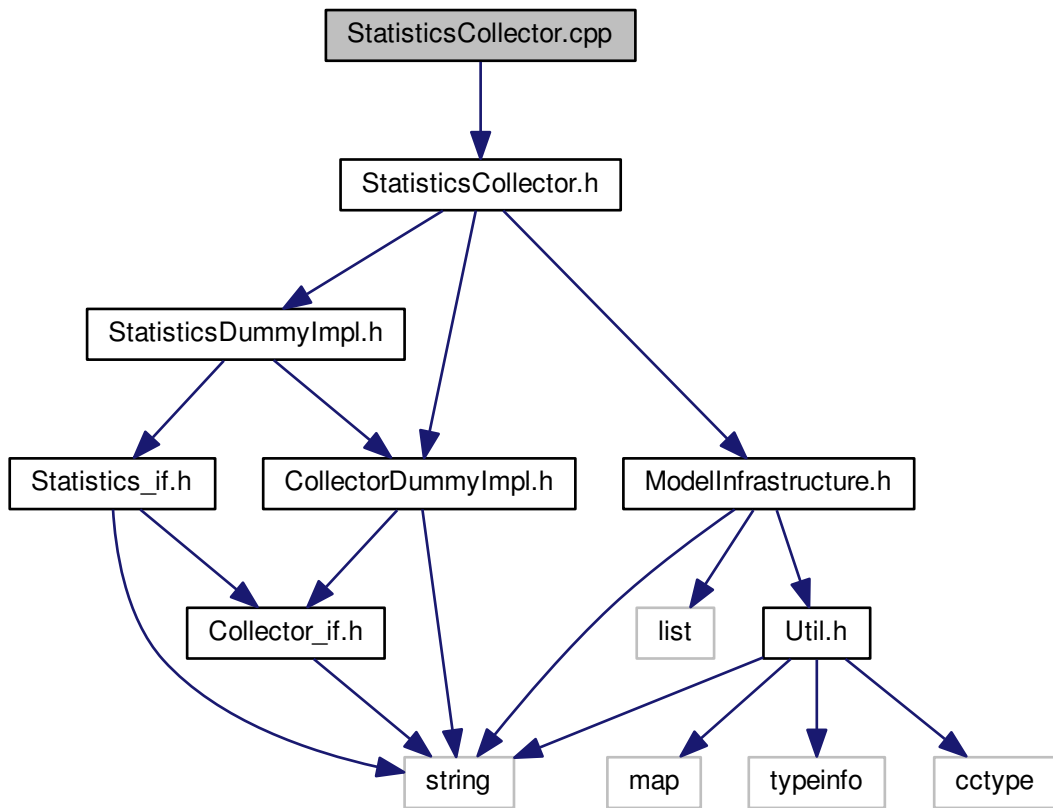 StatisticsCollector.cpp
StatisticsCollector.h
StatisticsDummyImpl.h
Statistics_if.h
CollectorDummyImpl.h
ModelInfrastructure.h
Collector_if.h
list
Util.h
string
map
typeinfo
cctype